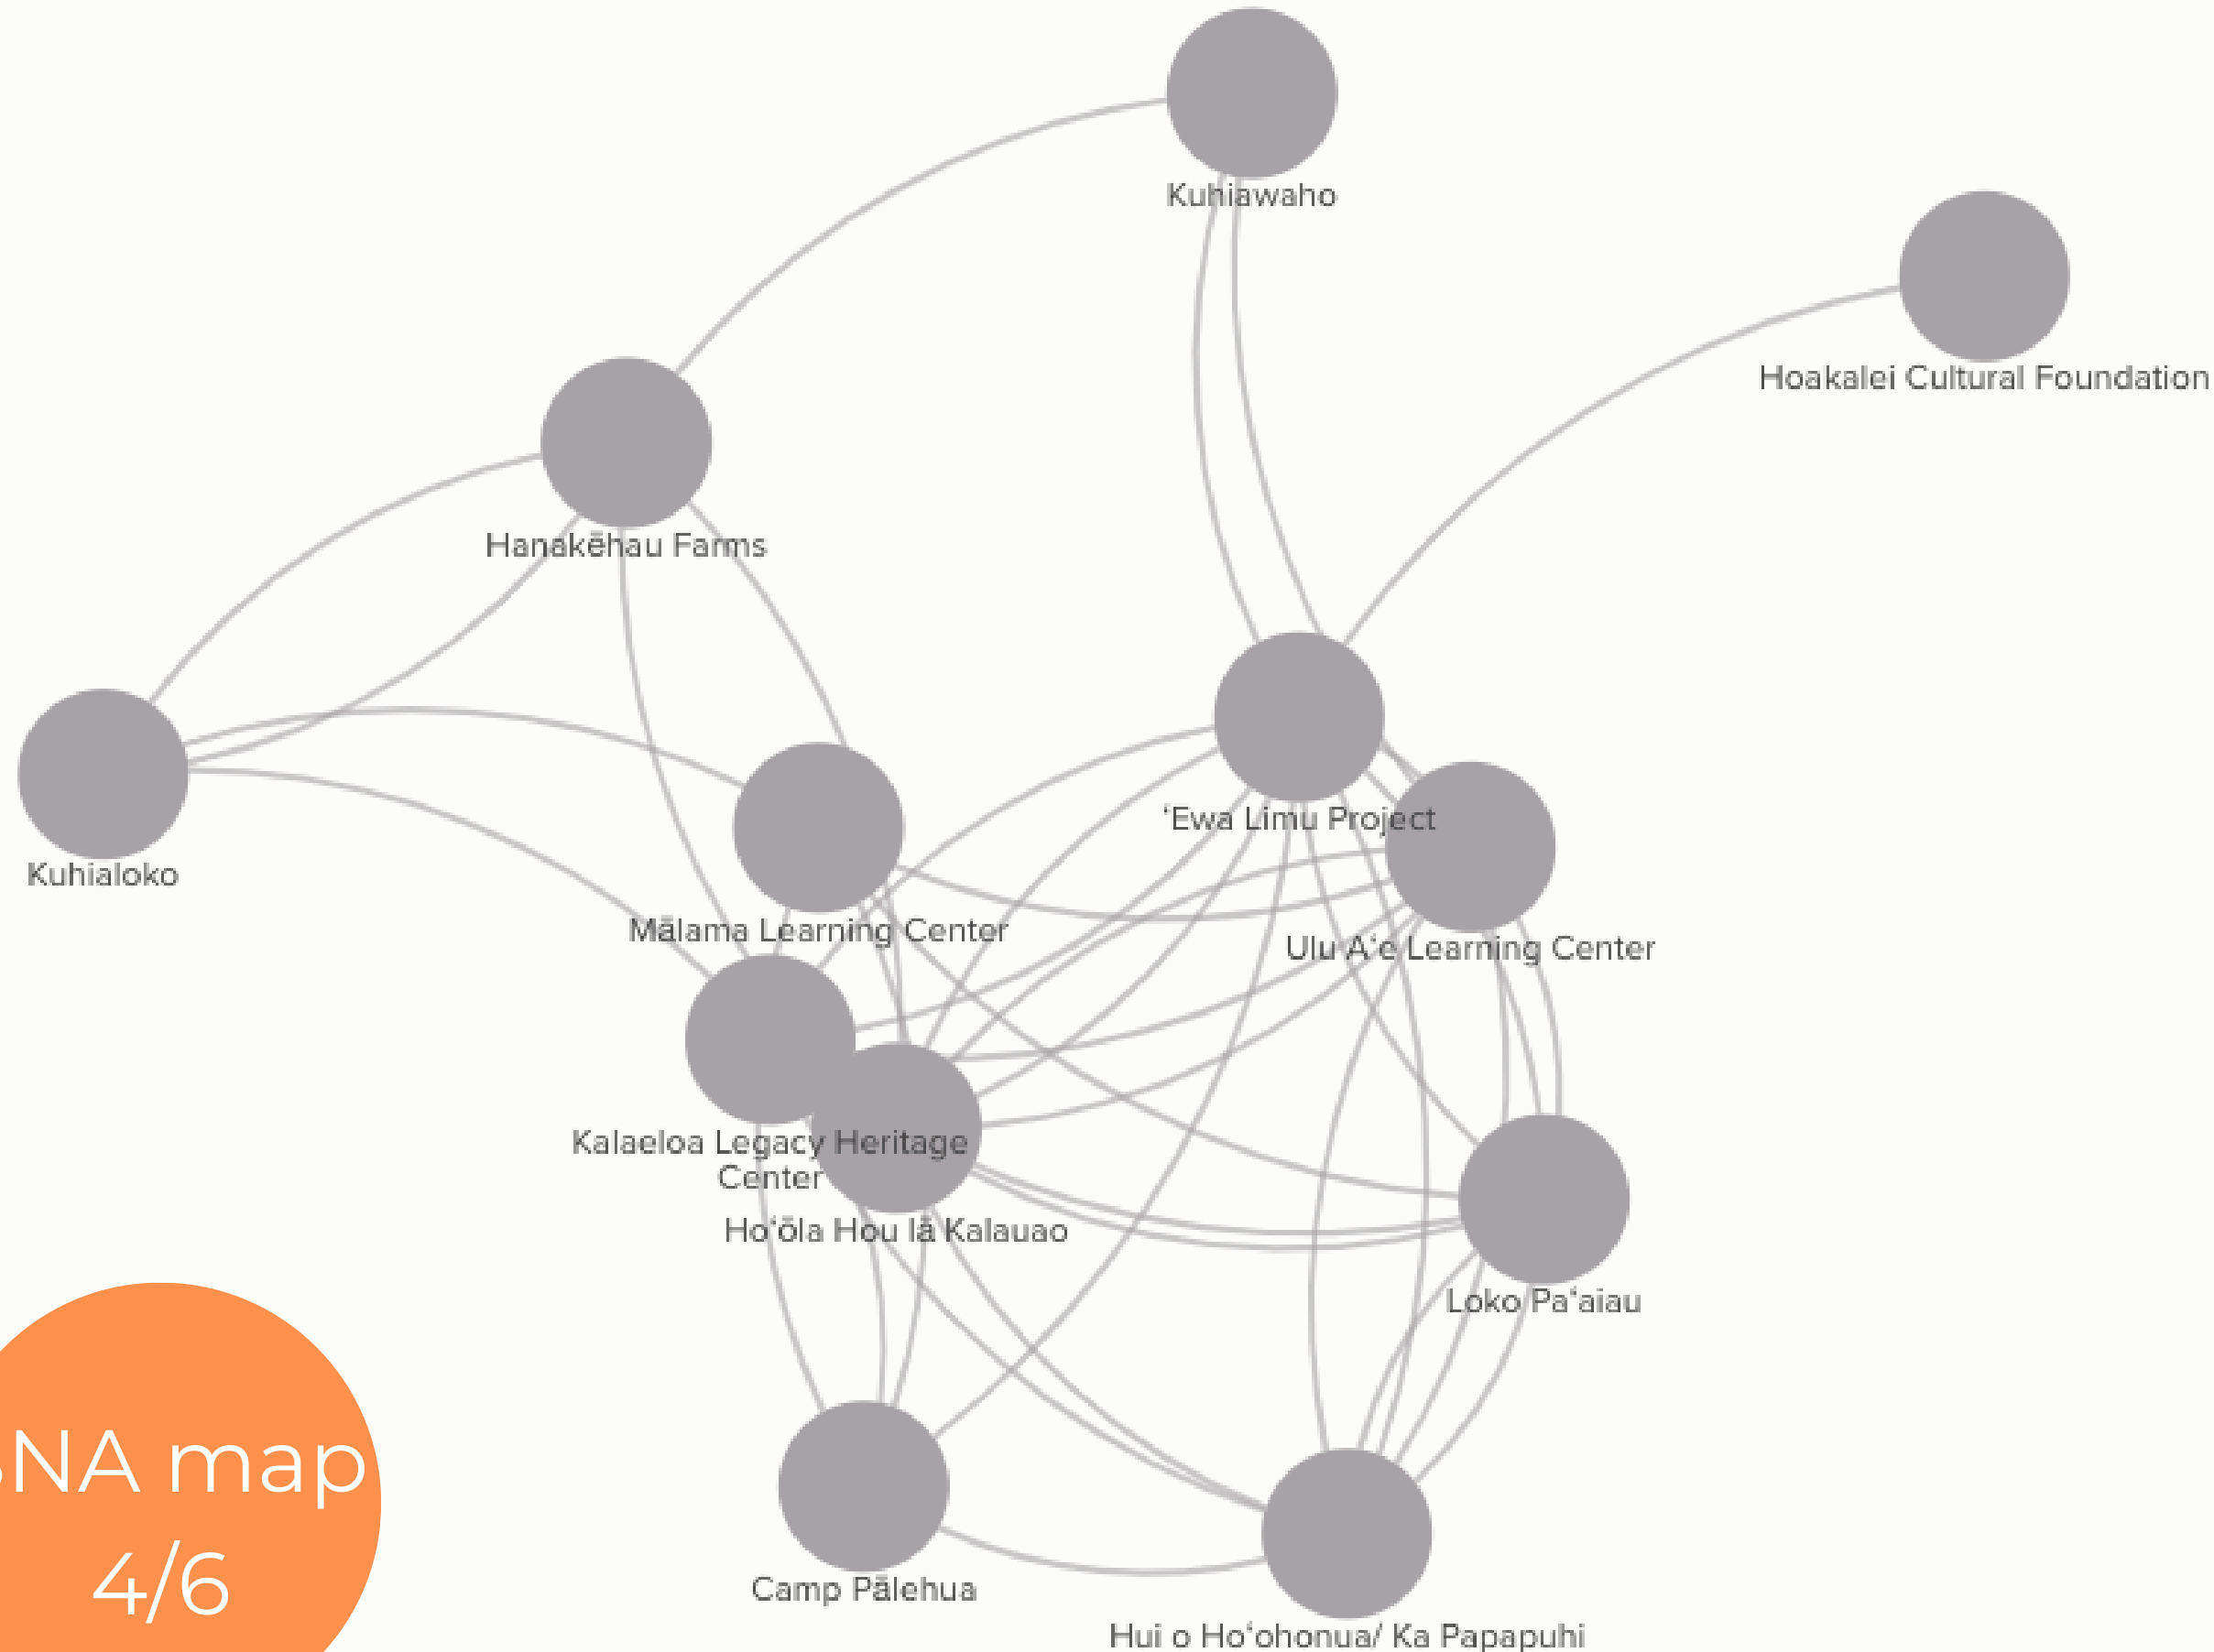 Kuhiawaho
Hoakalei Cultural Foundation
Hanakēhau Farms
ʻEwa Limu Project
Kuhialoko
Mālama Learning Center
Ulu Aʻe Learning Center
Kalaeloa Legacy Heritage
Center
Hoʻōla Hou Iā Kalauao
Loko Paʻaiau
NA map
4/6
Camp Pālehua
Hui o Hoʻohonua/ Ka Papapuhi